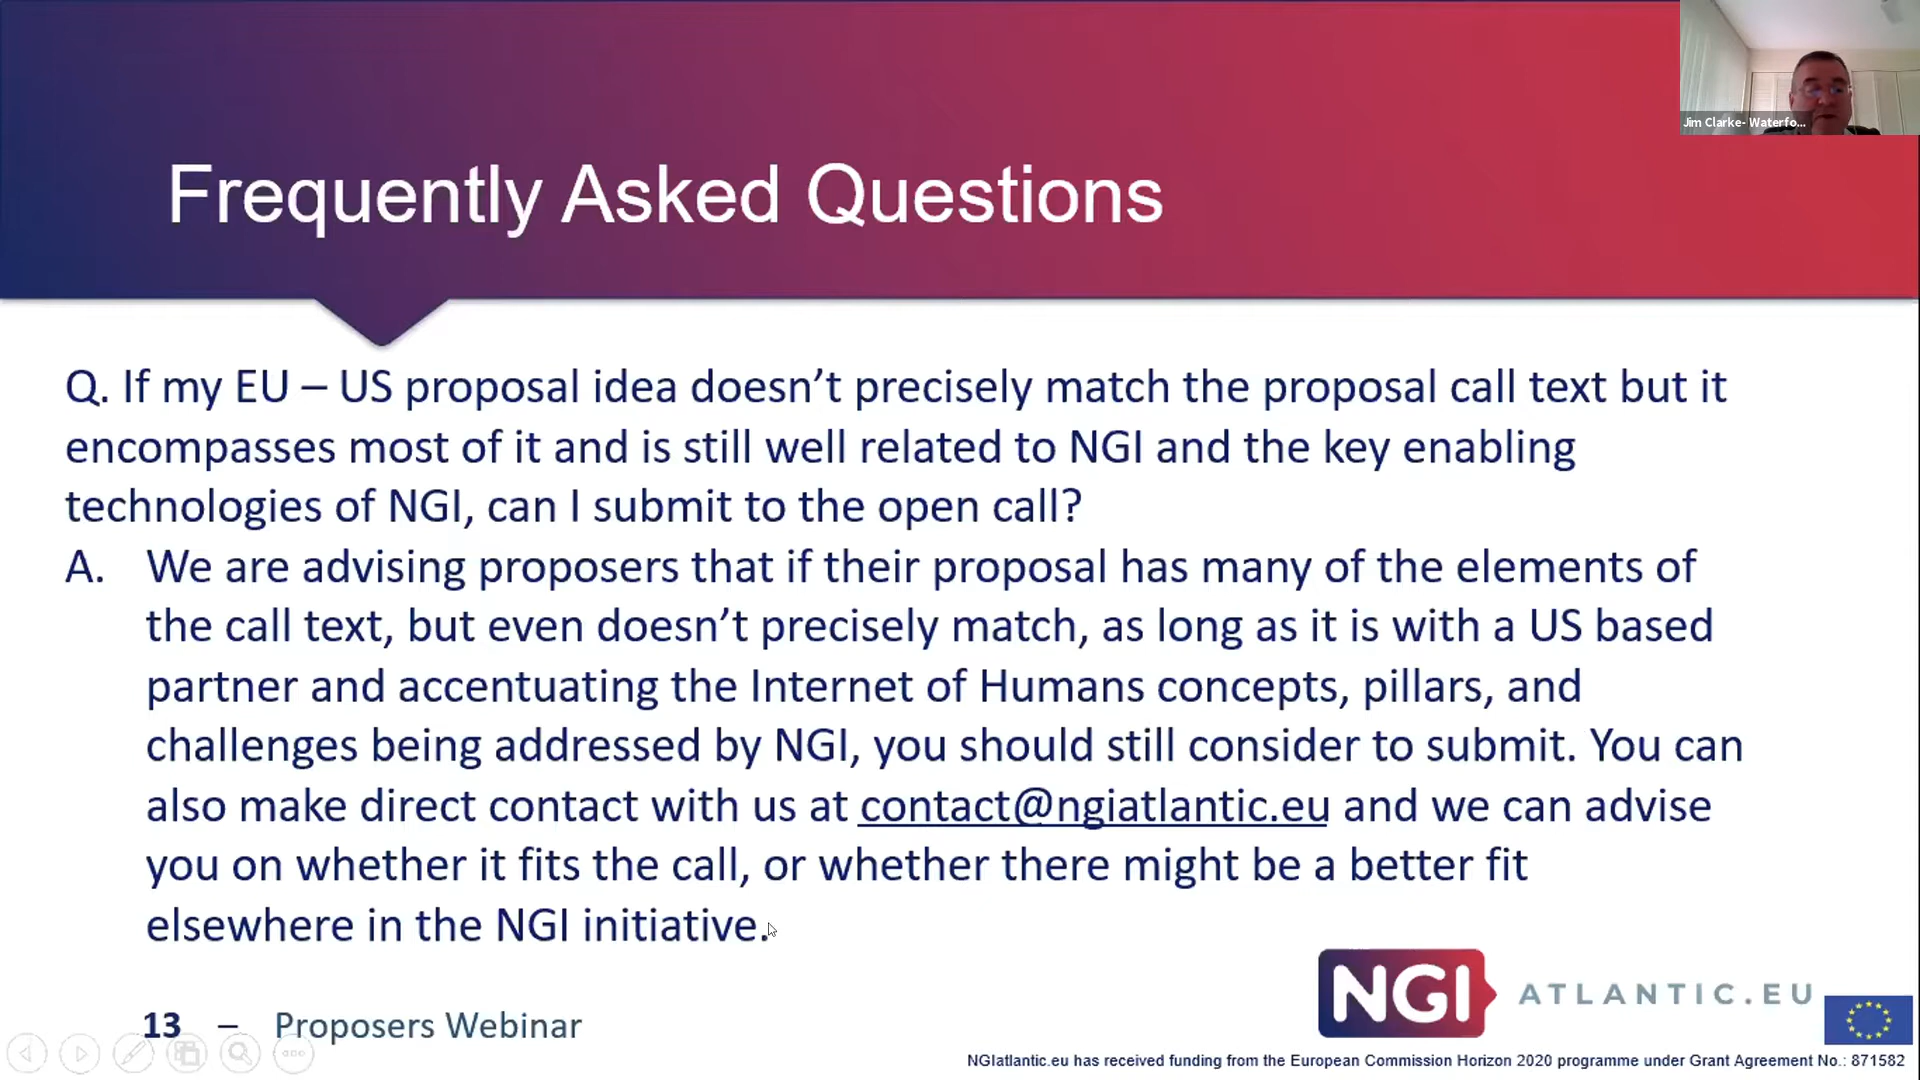 Jim Clarke- Waterfo...
Frequently Asked Questions
Q. If my EU – US proposal idea doesn’t precisely match the proposal call text but it
encompasses most of it and is still well related to NGI and the key enabling
technologies of NGI, can I submit to the open call?
A. We are advising proposers that if their proposal has many of the elements of
the call text, but even doesn’t precisely match, as long as it is with a US based
partner and accentuating the Internet of Humans concepts, pillars, and
challenges being addressed by NGI, you should still consider to submit. You can
also make direct contact with us at contact@ngiatlantic.eu and we can advise
you on whether it fits the call, or whether there might be a better fit
elsewhere in the NGI initiative.
NGI ATLANTIC.EU
13 – Proposers Webinar
NGIatlantic.eu has received funding from the European Commission Horizon 2020 programme under Grant Agreement No.: 871582